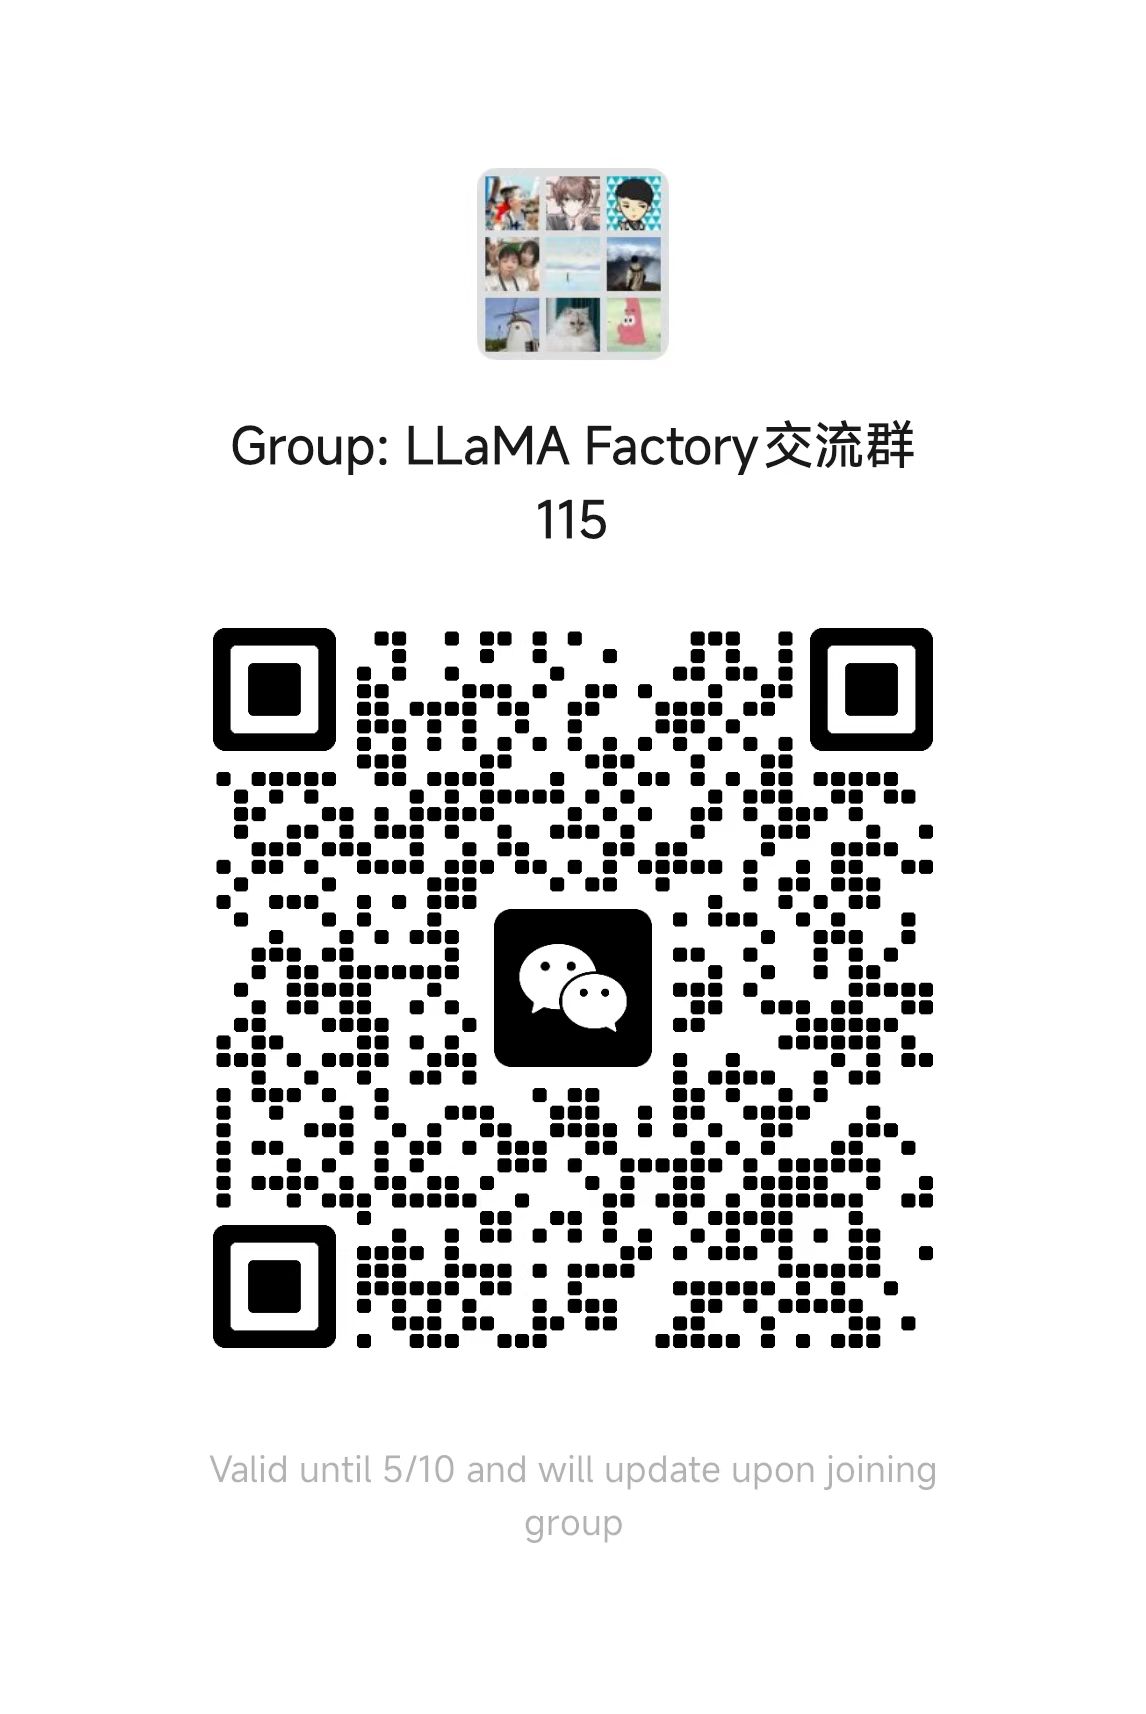 Group: LLaMA Factory交流群
115
Valid until 5/10 and will update upon joining
group